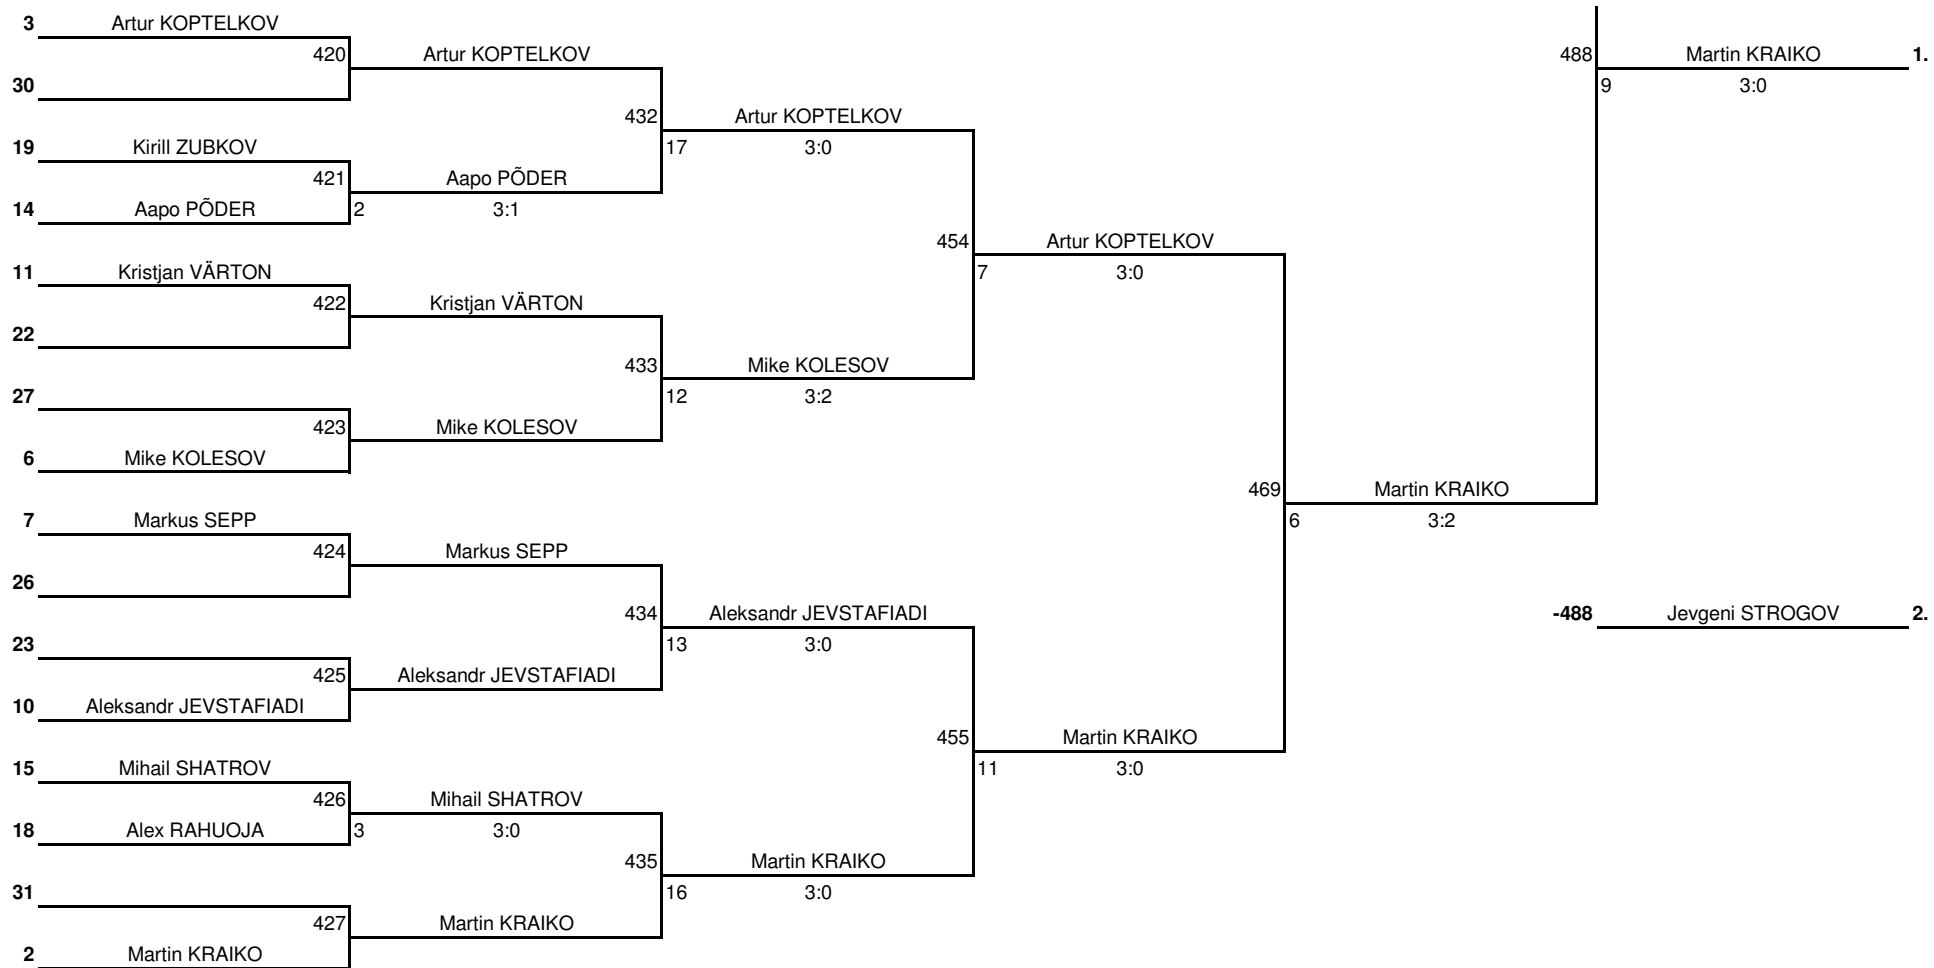 3 Artur KOPTELKOV
420 Artur KOPTELKOV 488 Martin KRAIKO 1.
30 9 3:0
432 Artur KOPTELKOV
19 Kirill ZUBKOV 17 3:0
421 Aapo PÕDER
14 Aapo PÕDER 2 3:1
454 Artur KOPTELKOV
11 Kristjan VÄRTON 7 3:0
422 Kristjan VÄRTON
22
433 Mike KOLESOV
27 12 3:2
423 Mike KOLESOV
6 Mike KOLESOV
469 Martin KRAIKO
7 Markus SEPP 6 3:2
424 Markus SEPP
26
434 Aleksandr JEVSTAFIADI -488 Jevgeni STROGOV 2.
23 13 3:0
425 Aleksandr JEVSTAFIADI
10 Aleksandr JEVSTAFIADI
455 Martin KRAIKO
15 Mihail SHATROV 11 3:0
426 Mihail SHATROV
18 Alex RAHUOJA 3 3:0
435 Martin KRAIKO
31 16 3:0
427 Martin KRAIKO
2 Martin KRAIKO